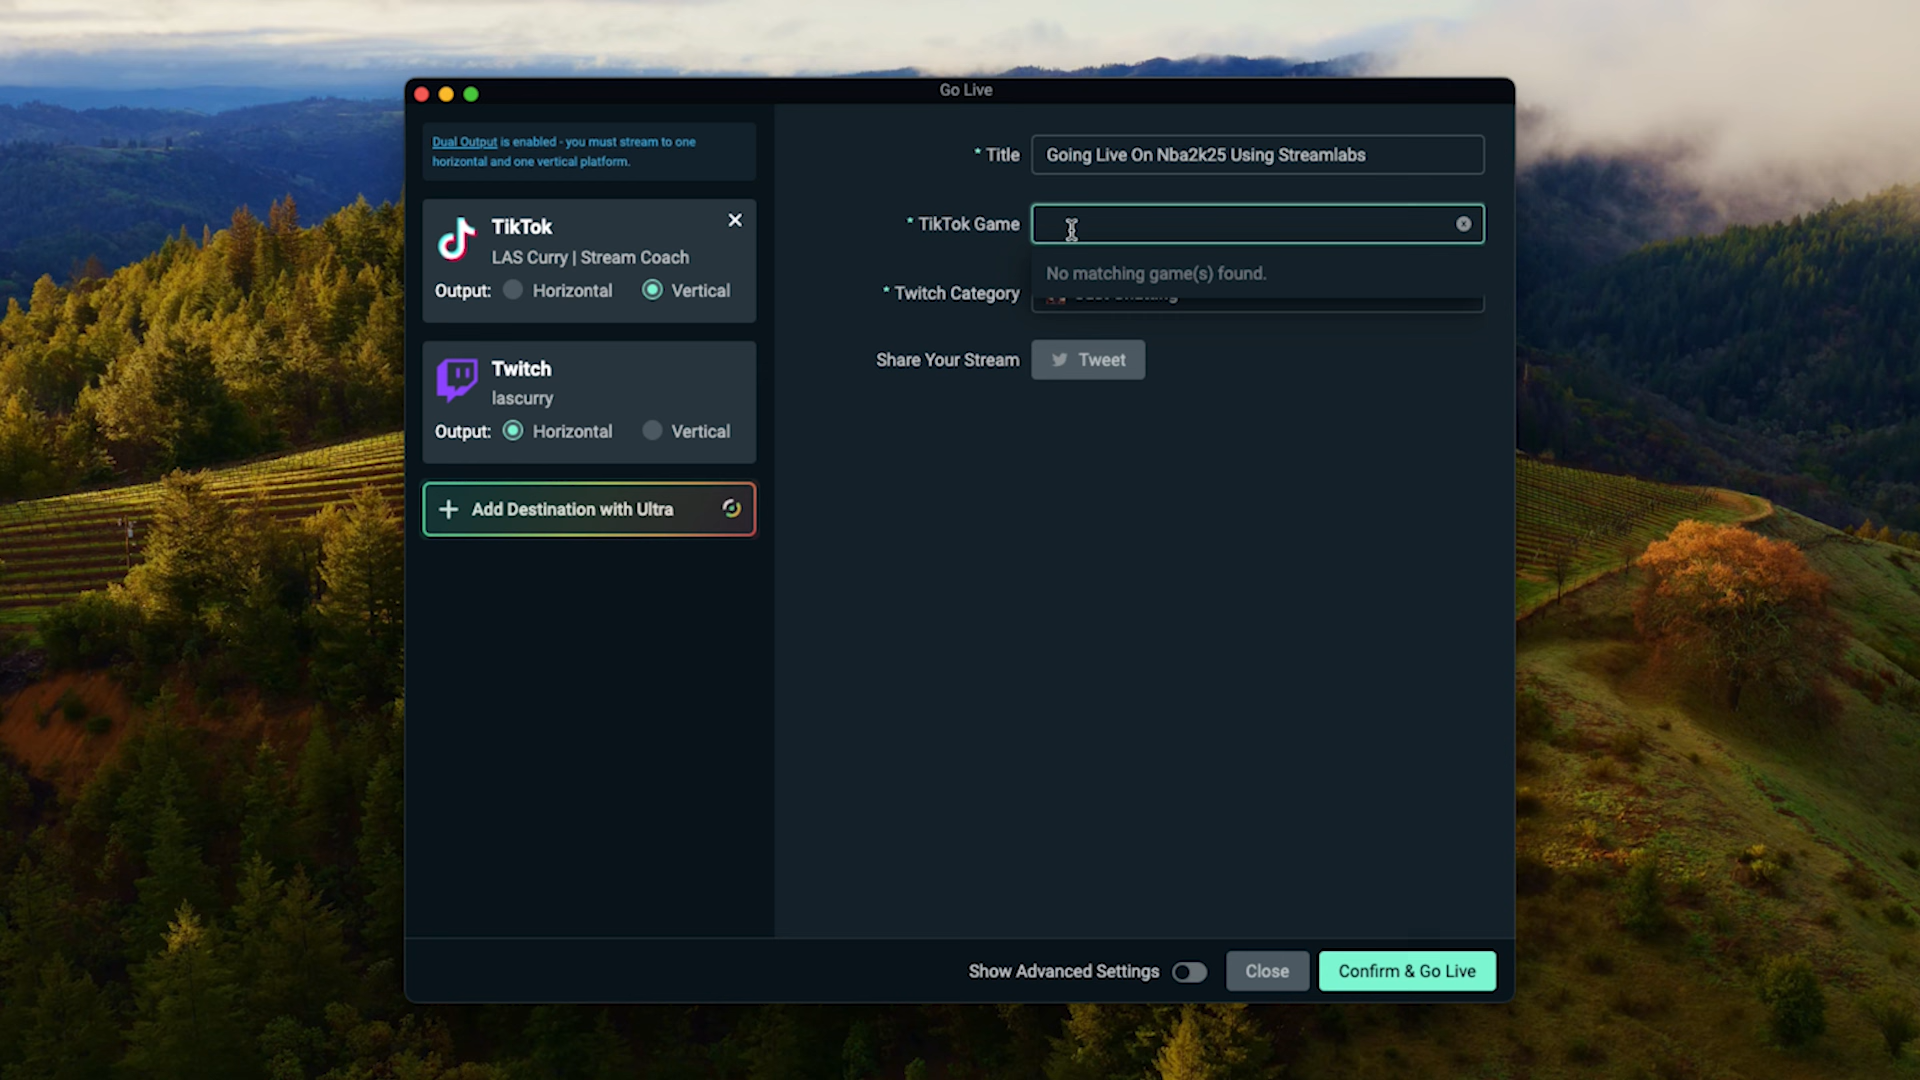 Go Live
Dual Output is enabled - you must stream to one
horizontal and one vertical platform.
TikTok
LAS Curry | Stream Coach
Output: Horizontal Vertical
Twitch
lascurry
Output: Horizontal Vertical
+ Add Destination with Ultra
* Title Going Live On Nba2k25 Using Streamlabs
* TikTok Game
No matching game(s) found.
* Twitch Category
Share Your Stream Tweet
Show Advanced Settings Close Confirm & Go Live